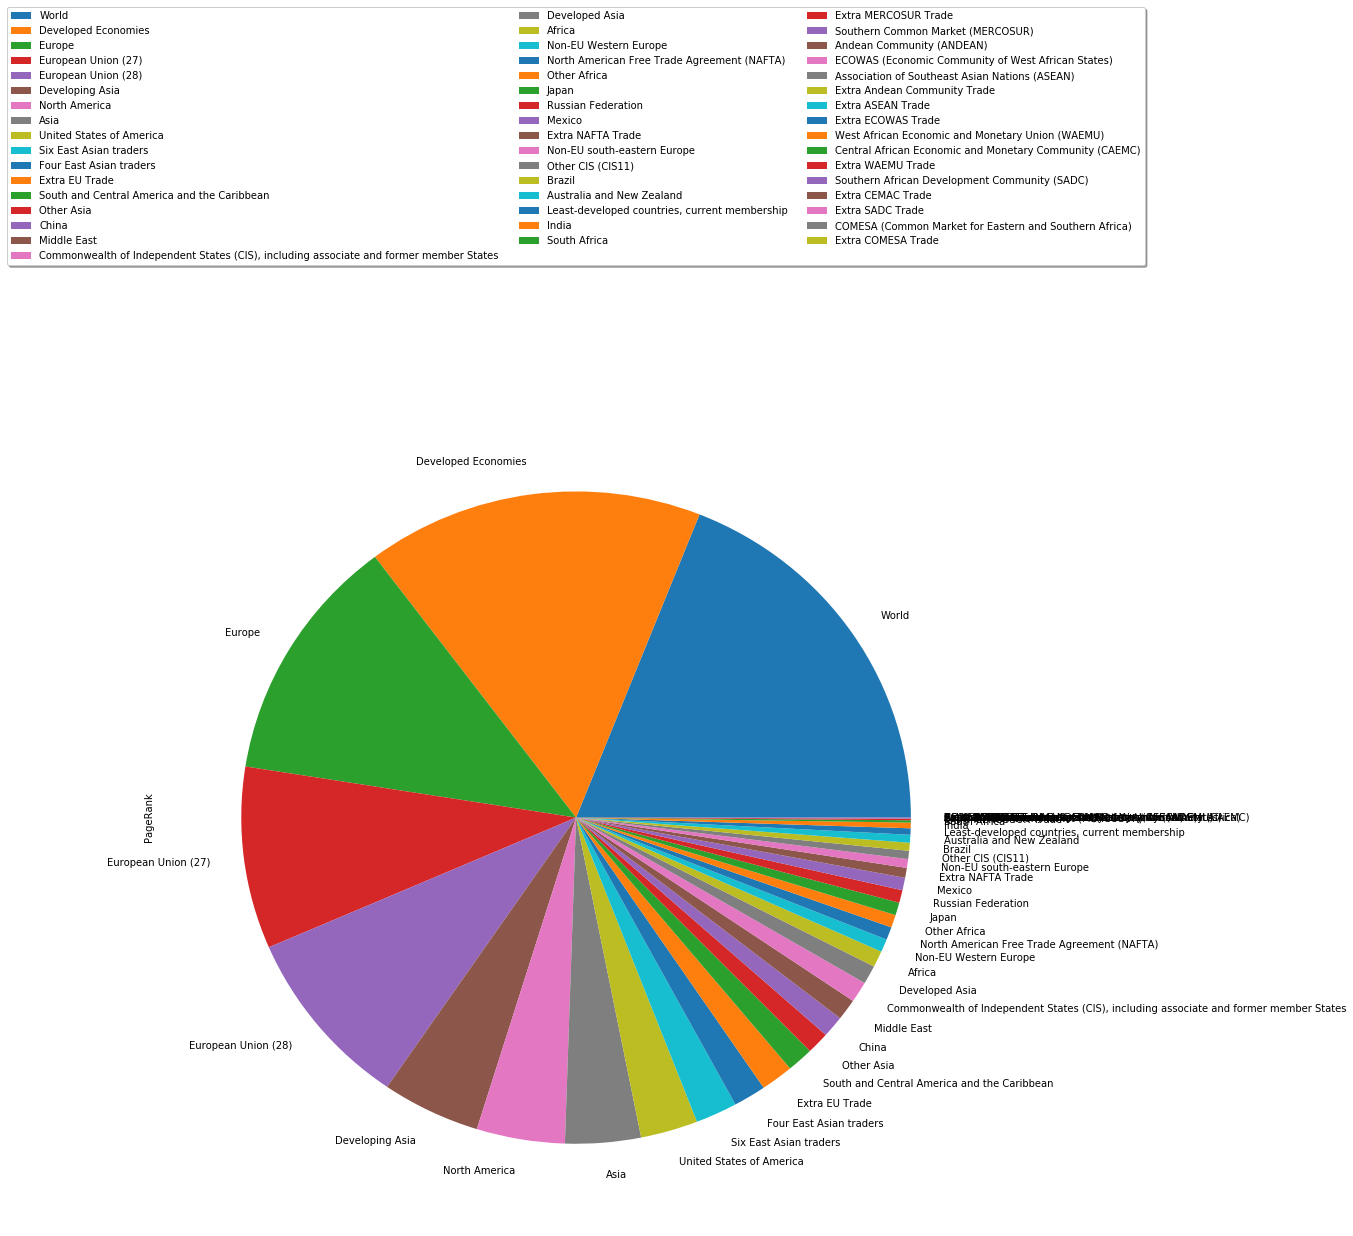 World
Developed Economies
Europe
European Union (27)
European Union (28)
Developing Asia
North America
Asia
United States of America
Six East Asian traders
Four East Asian traders
Extra EU Trade
South and Central America and the Caribbean
Other Asia
China
Middle East
Commonwealth of Independent States (CIS), including associate and former member States
Developed Asia
Africa
Non-EU Western Europe
North American Free Trade Agreement (NAFTA)
Other Africa
Japan
Russian Federation
Mexico
Extra NAFTA Trade
Non-EU south-eastern Europe
Other CIS (CIS11)
Brazil
Australia and New Zealand
Least-developed countries, current membership
India
South Africa
Extra MERCOSUR Trade
Southern Common Market (MERCOSUR)
Andean Community (ANDEAN)
ECOWAS (Economic Community of West African States)
Association of Southeast Asian Nations (ASEAN)
Extra Andean Community Trade
Extra ASEAN Trade
Extra ECOWAS Trade
West African Economic and Monetary Union (WAEMU)
Central African Economic and Monetary Community (CAEMC)
Extra WAEMU Trade
Southern African Development Community (SADC)
Extra CEMAC Trade
Extra SADC Trade
COMESA (Common Market for Eastern and Southern Africa)
Extra COMESA Trade
Developed Economies
World
Europe
PageRank
European Union (27)
European Union (28)
Developing Asia
North America
Asia
United States of America
Six East Asian traders
Four East Asian traders
Extra EU Trade
South and Central America and the Caribbean
Other Asia
China
Middle East
Commonwealth of Independent States (CIS), including associate and former member States
Developed Asia
Africa
Non-EU Western Europe
North American Free Trade Agreement (NAFTA)
Other Africa
Japan
Russian Federation
Mexico
Extra NAFTA Trade
Non-EU south-eastern Europe
Other CIS (CIS11)
Brazil
Australia and New Zealand
Least-developed countries, current membership
India